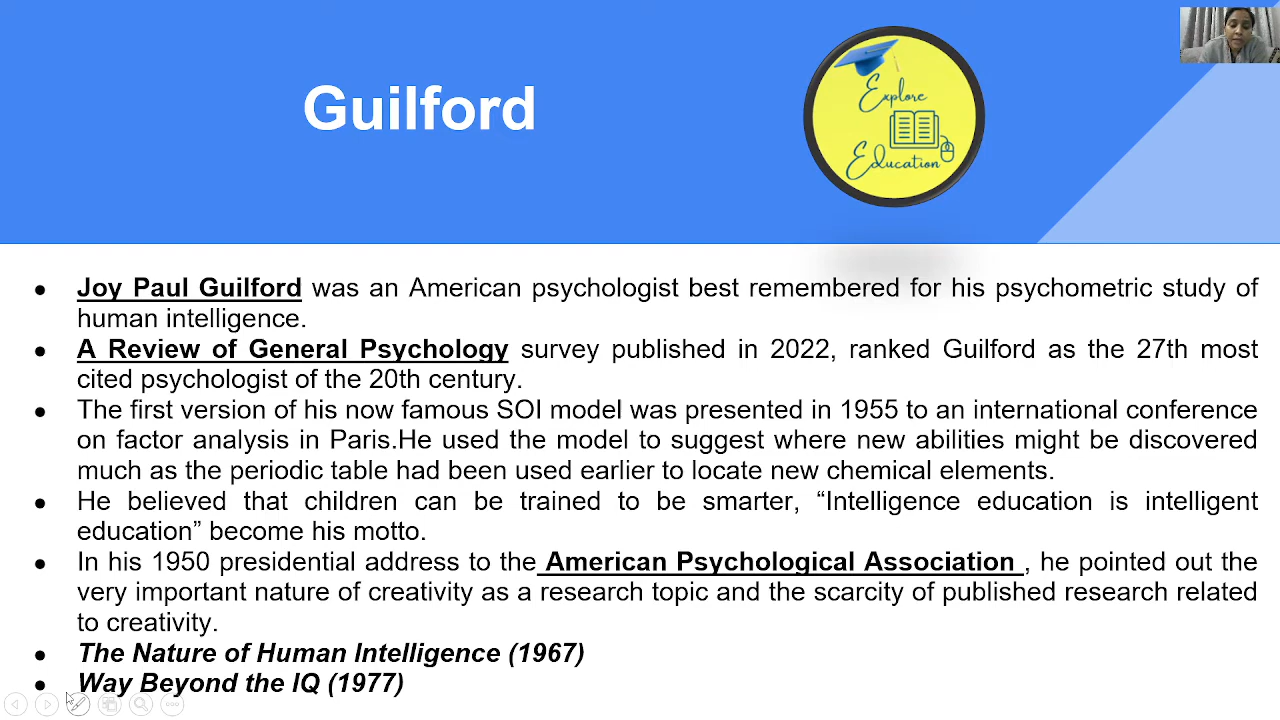 Guilford
Explore
Education
● Joy Paul Guilford was an American psychologist best remembered for his psychometric study of
human intelligence.
● A Review of General Psychology survey published in 2022, ranked Guilford as the 27th most
cited psychologist of the 20th century.
● The first version of his now famous SOI model was presented in 1955 to an international conference
on factor analysis in Paris.He used the model to suggest where new abilities might be discovered
much as the periodic table had been used earlier to locate new chemical elements.
● He believed that children can be trained to be smarter, “Intelligence education is intelligent
education” become his motto.
● In his 1950 presidential address to the American Psychological Association , he pointed out the
very important nature of creativity as a research topic and the scarcity of published research related
to creativity.
● The Nature of Human Intelligence (1967)
● Way Beyond the IQ (1977)